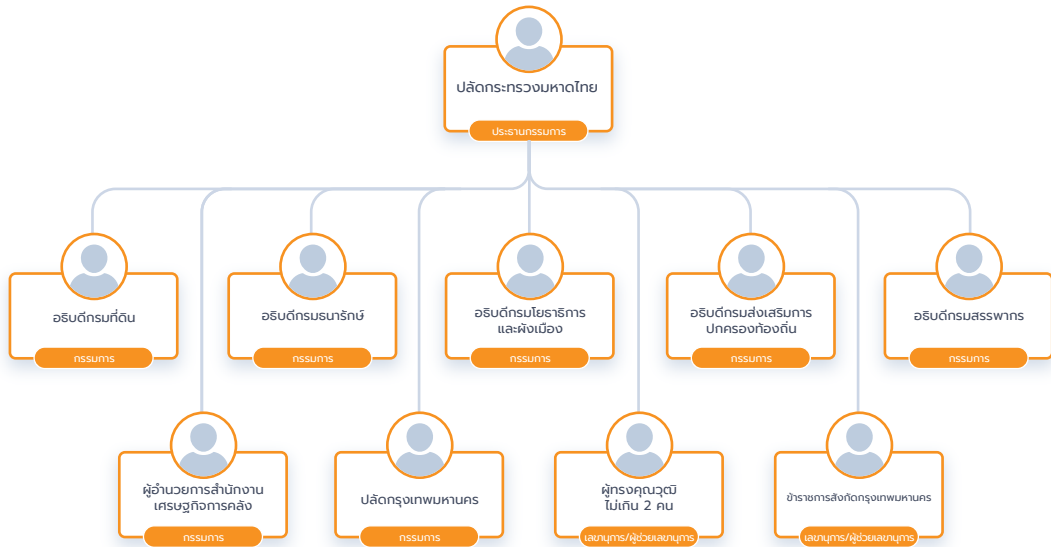 ปลัดกระทรวงมหาดไทย
ประธานกรรมการ
อธิบดีกรมที่ดิน
กรรมการ
อธิบดีกรมธนารักษ์
กรรมการ
อธิบดีกรมโยธาธิการ
และผังเมือง
กรรมการ
อธิบดีกรมส่งเสริมการ
ปกครองท้องถิ่น
กรรมการ
อธิบดีกรมสรรพากร
กรรมการ
ผู้อำนวยการสำนักงาน
เศรษฐกิจการคลัง
กรรมการ
ปลัดกรุงเทพมหานคร
กรรมการ
ผู้ทรงคุณวุฒิ
ไม่เกิน 2 คน
เลขานุการ/ผู้ช่วยเลขานุการ
ข้าราชการสังกัดกรุงเทพมหานคร
เลขานุการ/ผู้ช่วยเลขานุการ